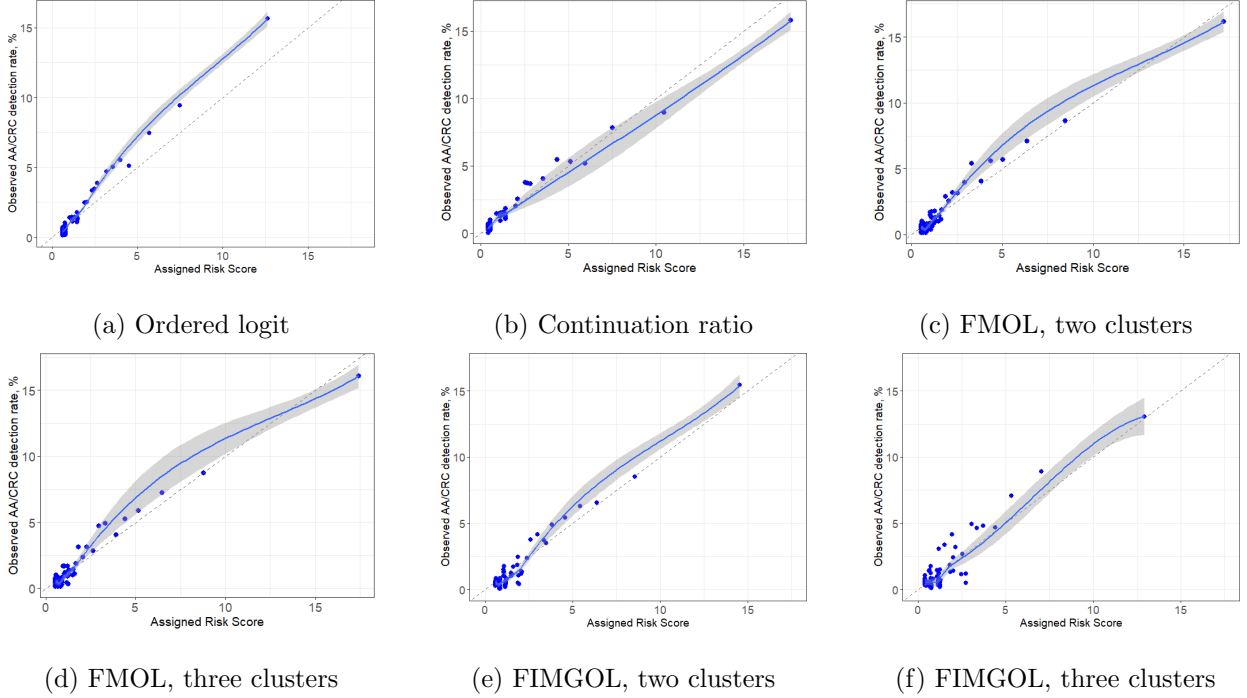 Observed AA/CRC detection rate, %
15
10
5
0
0
5
10
15
Assigned Risk Score
(a) Ordered logit
Observed AA/CRC detection rate, %
15
10
5
0
0
5
10
15
Assigned Risk Score
(b) Continuation ratio
Observed AA/CRC detection rate, %
15
10
5
0
0
5
10
15
Assigned Risk Score
(c) FMOL, two clusters
Observed AA/CRC detection rate, %
15
10
5
0
0
5
10
15
Assigned Risk Score
(d) FMOL, three clusters
Observed AA/CRC detection rate, %
15
10
5
0
0
5
10
15
Assigned Risk Score
(e) FIMGOL, two clusters
Observed AA/CRC detection rate, %
15
10
5
0
0
5
10
15
Assigned Risk Score
(f) FIMGOL, three clusters